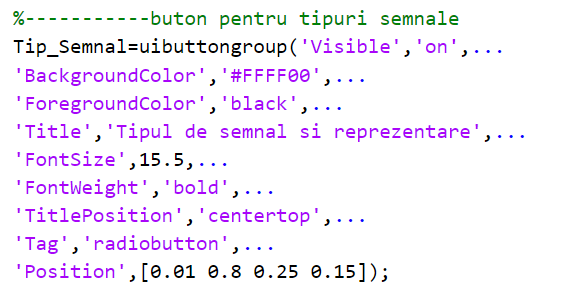 %-----------buton pentru tipuri semnale
Tip_Semnal=uibuttongroup('Visible','on',...
'BackgroundColor','#FFFF00',...
'ForegroundColor','black',...
'Title','Tipul de semnal si reprezentare',...
'FontSize',15.5,...
'FontWeight','bold',...
'TitlePosition','centertop',...
'Tag','radiobutton',...
'Position',[0.01 0.8 0.25 0.15]);